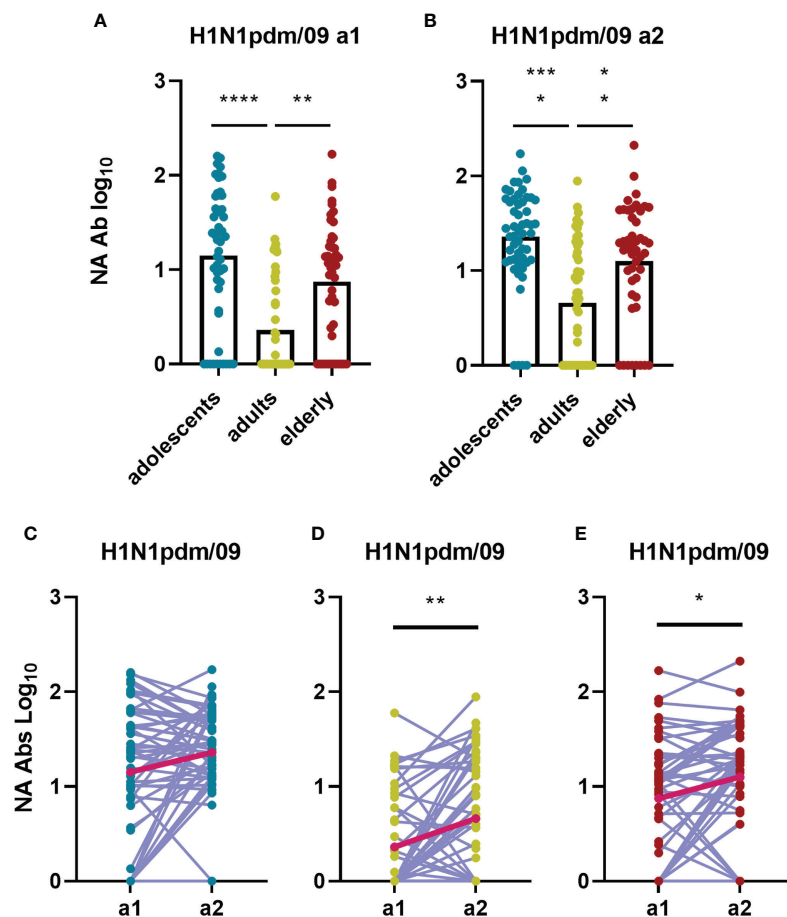 A
H1N1pdm/09 a1
NA Ab log10
3
2
1
0
****
**
adolescents
adults
elderly
B
H1N1pdm/09 a2
3
2
1
0
***
*
*
*
adolescents
adults
elderly
C
H1N1pdm/09
NA Abs Log10
3
2
1
0
a1
a2
D
H1N1pdm/09
3
2
1
0
**
a1
a2
E
H1N1pdm/09
3
2
1
0
*
a1
a2